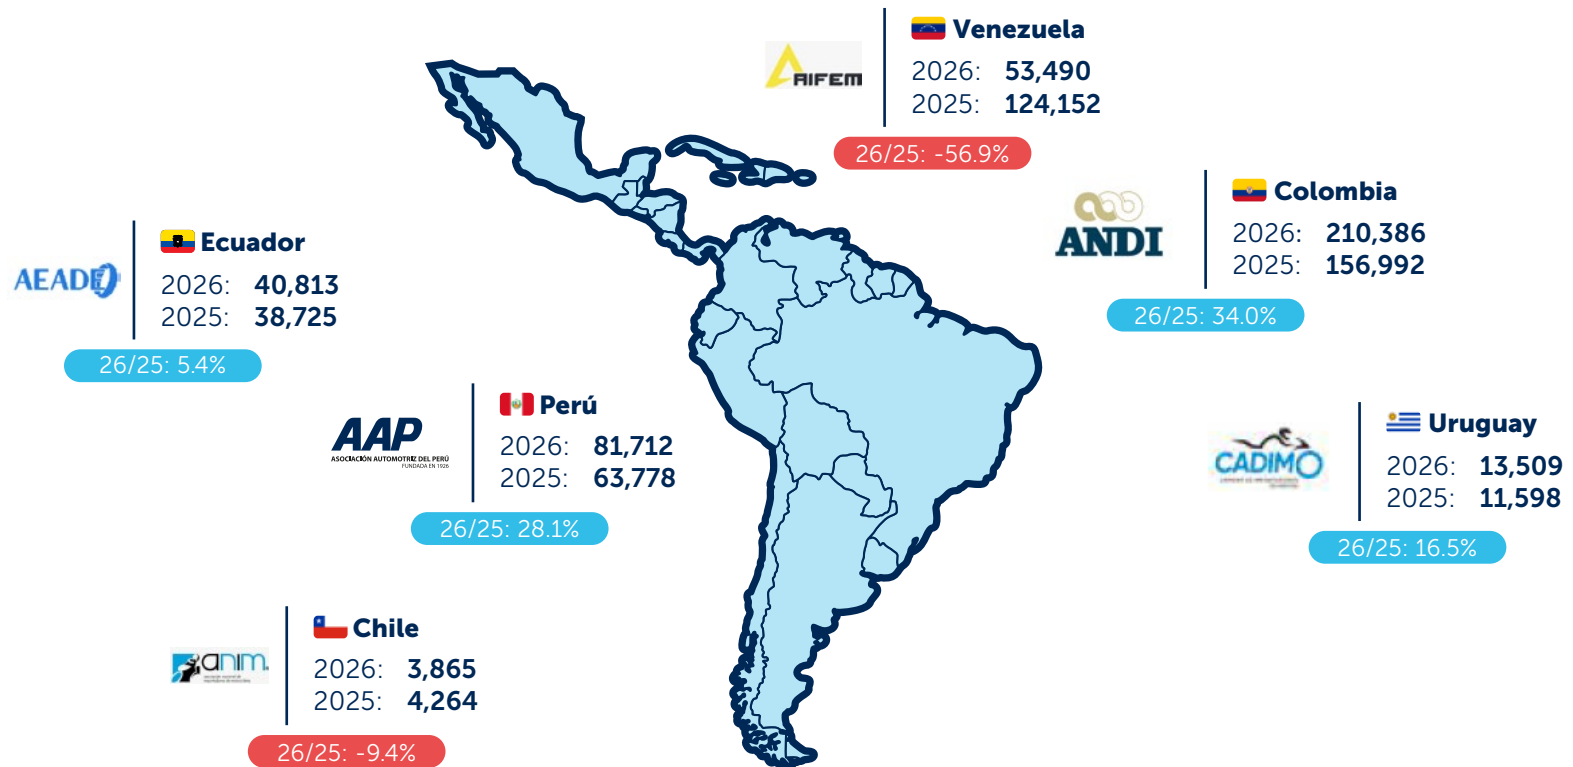 Venezuela
AIFEM
2026: 53,490
2025: 124,152
26/25: -56.9%
Colombia
ANDI
2026: 210,386
2025: 156,992
26/25: 34.0%
Ecuador
AEADE
2026: 40,813
2025: 38,725
26/25: 5.4%
Perú
AAP
ASOCIACIÓN AUTOMOTRIZ DEL PERÚ
FUNDADA EN 1926
2026: 81,712
2025: 63,778
26/25: 28.1%
Uruguay
CADIMO
2026: 13,509
2025: 11,598
26/25: 16.5%
Chile
anim.
2026: 3,865
2025: 4,264
26/25: -9.4%